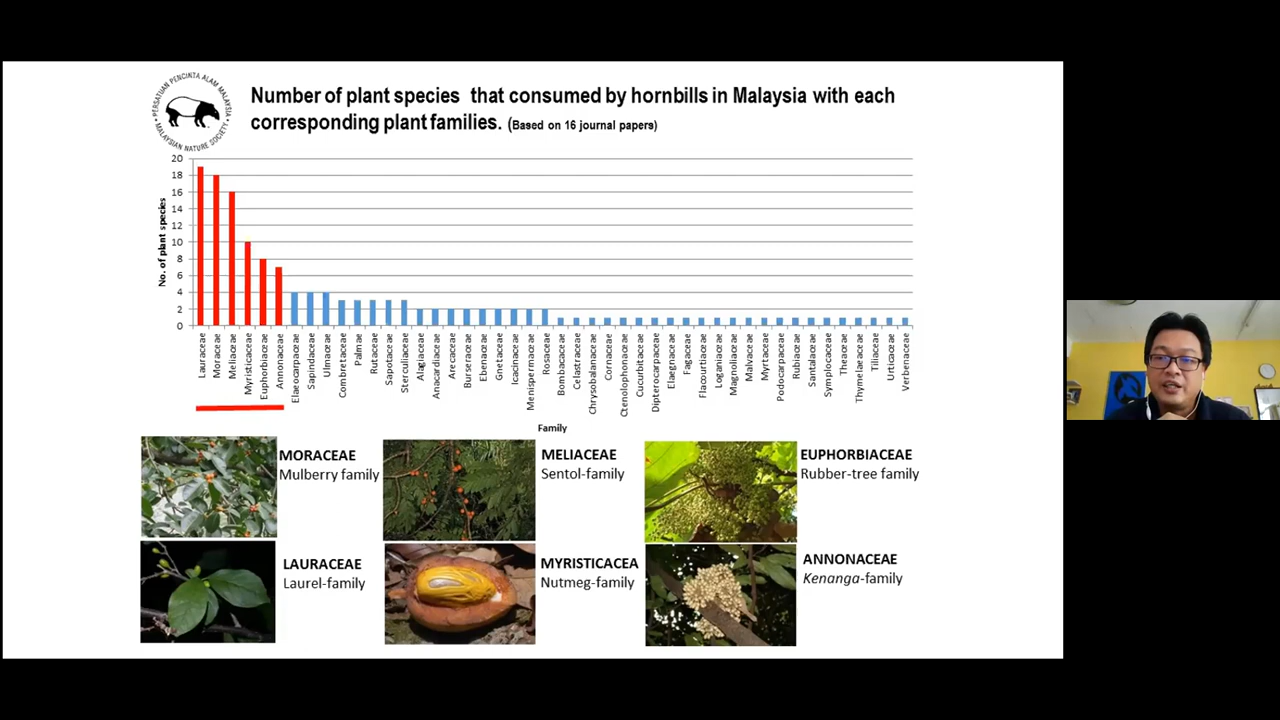 PERSATUAN PENCINTA ALAM MALAYSIA
• MALAYSIAN NATURE SOCIETY •
Number of plant species that consumed by hornbills in Malaysia with each
corresponding plant families. (Based on 16 journal papers)
No. of plant species
20
18
16
14
12
10
8
6
4
2
0
Lauraceae
Moraceae
Meliaceae
Myristicaceae
Euphorbiaceae
Annonaceae
Elaeocarpaceae
Sapindaceae
Ulmaceae
Combretaceae
Palmae
Rutaceae
Sapotaceae
Sterculiaceae
Alagiaceae
Anacardiaceae
Arecaceae
Burseraceae
Ebenaceae
Gnetaceae
Icacinaceae
Menispermaceae
Rosaceae
Bombacaceae
Celastraceae
Chrysobalanaceae
Cornaceae
Ctenolophonaceae
Cucurbitaceae
Dipterocarpaceae
Elaegnaceae
Fagaceae
Flacourtiaceae
Loganiaceae
Magnoliaceae
Malvaceae
Myrtaceae
Podocarpaceae
Rubiaceae
Santalaceae
Symplocaceae
Theaceae
Thymelaeaceae
Tiliaceae
Urticaceae
Verbenaceae
Family
MORACEAE
Mulberry family
MELIACEAE
Sentol-family
EUPHORBIACEAE
Rubber-tree family
LAURACEAE
Laurel-family
MYRISTICACEA
Nutmeg-family
ANNONACEAE
Kenanga-family